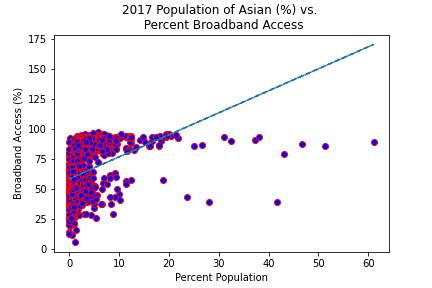 2017 Population of Asian (%) vs.
Percent Broadband Access
175
150
125
100
75
50
25
0
Broadband Access (%)
0 10 20 30 40 50 60
Percent Population